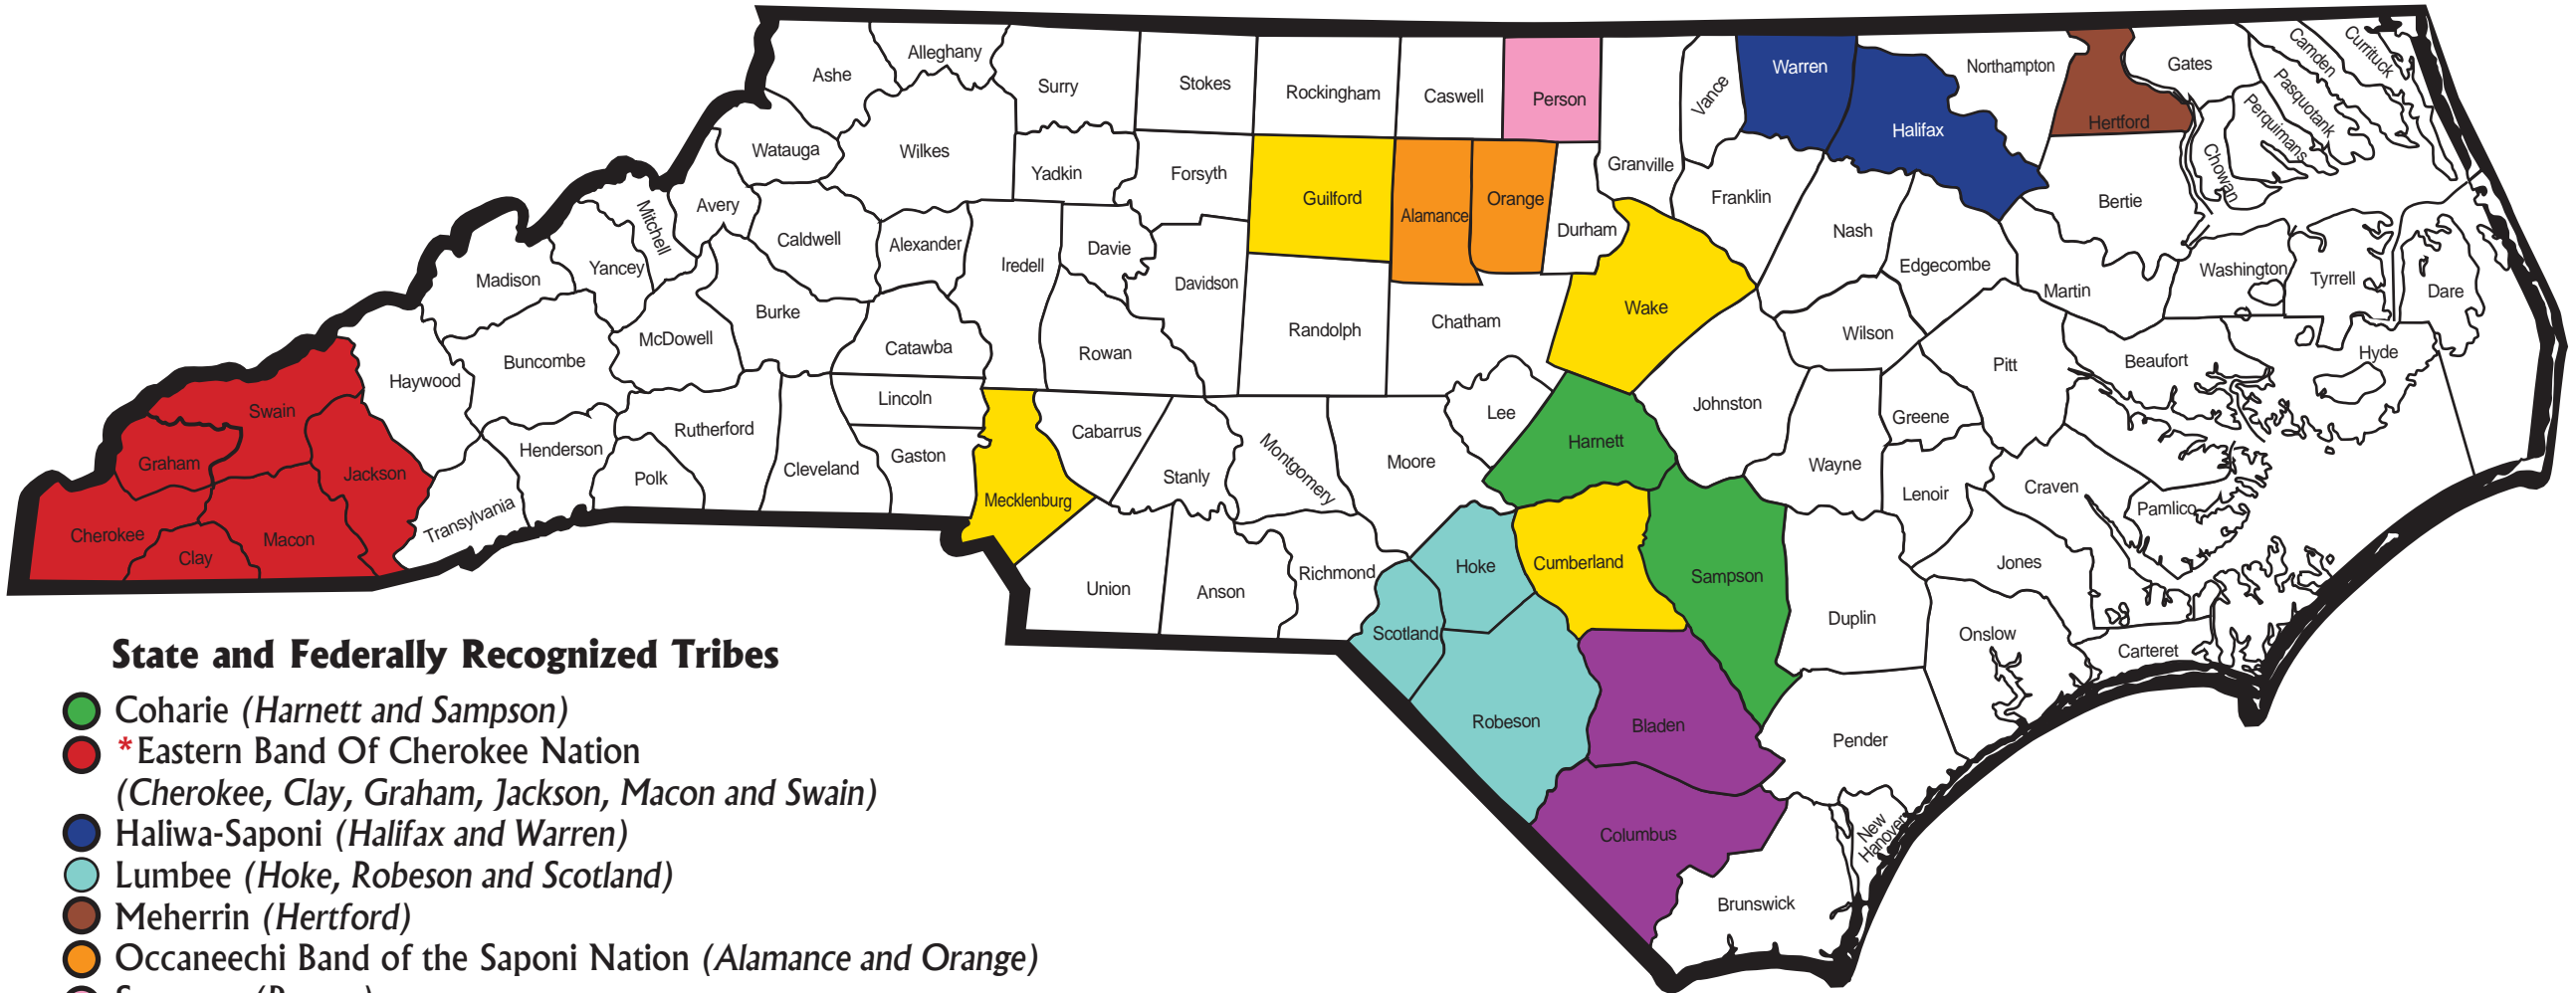 Ashe
Alleghany
Surry
Stokes
Rockingham
Caswell
Person
Vance
Warren
Halifax
Northampton
Hertford
Gates
Camden
Currituck
Pasquotank
Perquimans
Chowan
Watauga
Wilkes
Yadkin
Forsyth
Guilford
Alamance
Orange
Durham
Granville
Franklin
Nash
Edgecombe
Bertie
Martin
Washington
Tyrrell
Dare
Mitchell
Avery
Madison
Yancey
Caldwell
Alexander
Iredell
Davie
Davidson
Randolph
Chatham
Wake
Wilson
Pitt
Beaufort
Hyde
Haywood
Buncombe
McDowell
Burke
Catawba
Rowan
Swain
Graham
Jackson
Cherokee
Clay
Macon
Transylvania
Henderson
Polk
Rutherford
Cleveland
Lincoln
Gaston
Mecklenburg
Cabarrus
Stanly
Montgomery
Moore
Lee
Harnett
Johnston
Wayne
Greene
Lenoir
Craven
Pamlico
Jones
Union
Anson
Richmond
Scotland
Hoke
Cumberland
Sampson
Duplin
Onslow
Carteret
Robeson
Bladen
Pender
Columbus
New
Hanover
Brunswick
State and Federally Recognized Tribes
Coharie (Harnett and Sampson)
*Eastern Band Of Cherokee Nation
(Cherokee, Clay, Graham, Jackson, Macon and Swain)
Haliwa-Saponi (Halifax and Warren)
Lumbee (Hoke, Robeson and Scotland)
Meherrin (Hertford)
Occaneechi Band of the Saponi Nation (Alamance and Orange)